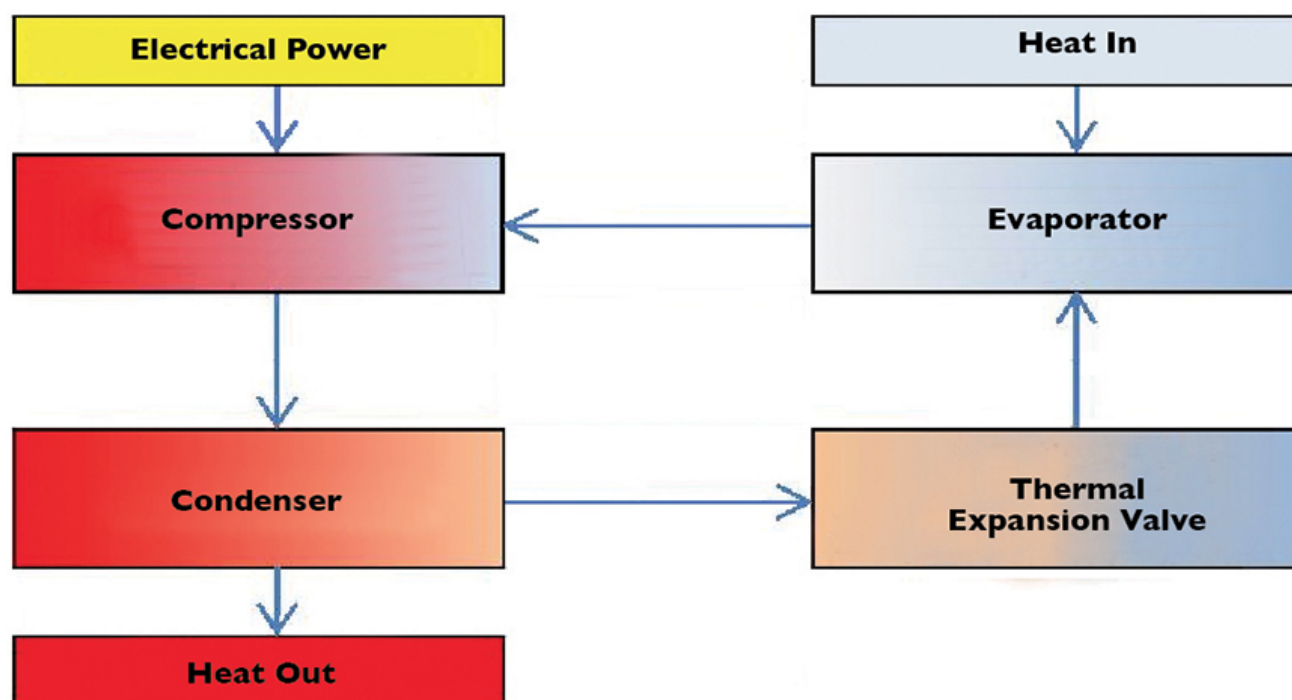 Electrical Power
Heat In
Compressor
Evaporator
Condenser
Thermal
Expansion Valve
Heat Out